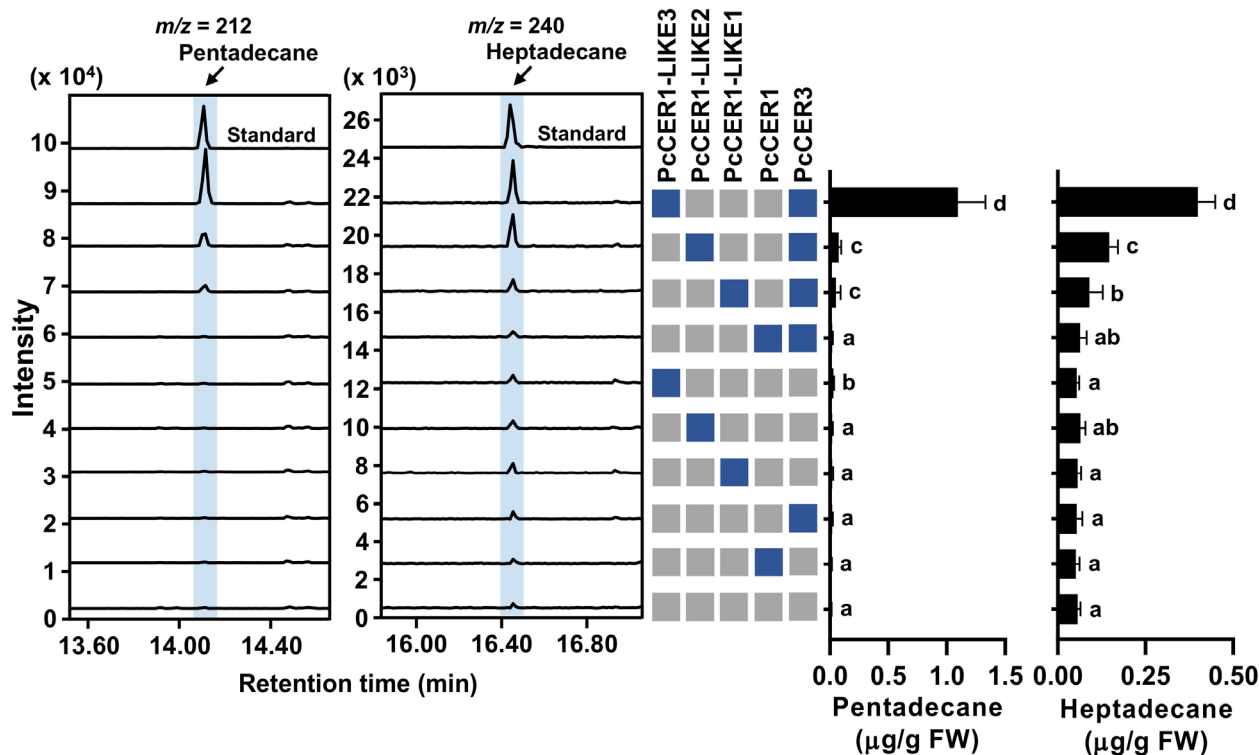 m/z = 212
Pentadecane
(x 10⁴)
Standard
10
9
8
7
6
5
4
3
2
1
0
13.60 14.00 14.40
Intensity
m/z = 240
Heptadecane
(x 10³)
Standard
26
24
22
20
18
16
14
12
10
8
6
4
2
0
16.00 16.40 16.80
Retention time (min)
PcCER1-LIKE3
PcCER1-LIKE2
PcCER1-LIKE1
PcCER1
PcCER3
d
c
c
a
b
a
a
a
a
a
0.0 0.5 1.0 1.5
Pentadecane
(μg/g FW)
d
c
b
ab
a
ab
a
a
a
a
0.00 0.25 0.50
Heptadecane
(μg/g FW)